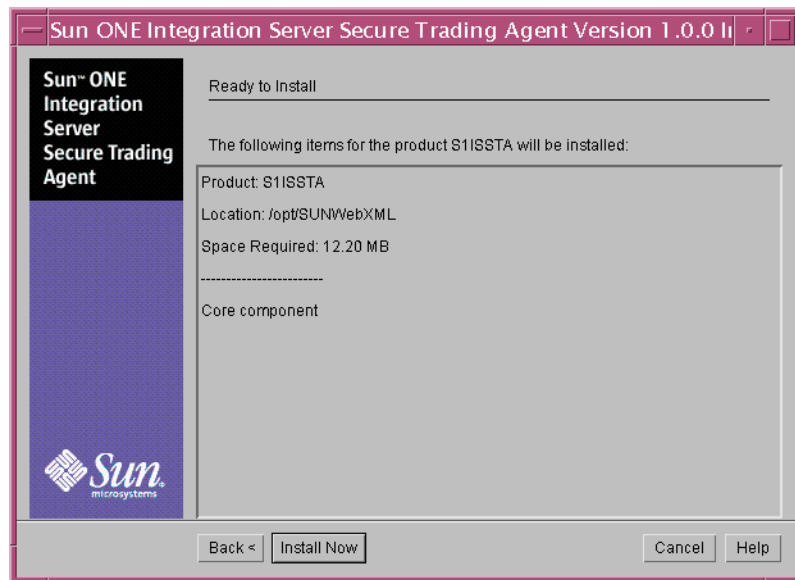 Sun ONE Integration Server Secure Trading Agent Version 1.0.0 I
Sun™ ONE
Integration
Server
Secure Trading
Agent
Ready to Install
The following items for the product S1ISSTA will be installed:
Product: S1ISSTA
Location: /opt/SUNWebXML
Space Required: 12.20 MB
------------------------
Core component
Sun.
microsystems
Back <
Install Now
Cancel
Help